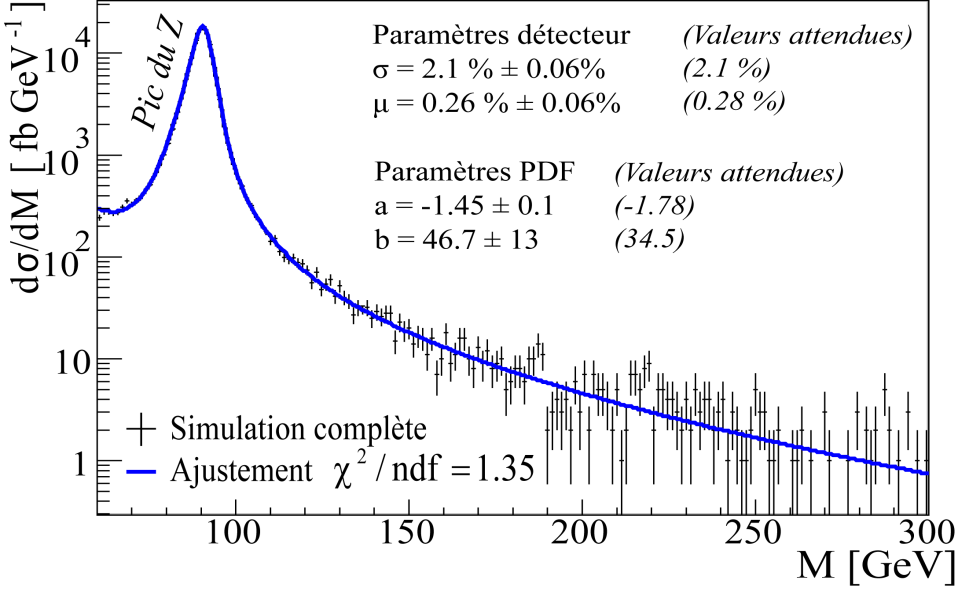 dσ/dM [ fb GeV⁻¹]
10⁴
10³
10²
10
1
Pic du Z
Paramètres détecteur (Valeurs attendues)
σ = 2.1 % ± 0.06% (2.1 %)
μ = 0.26 % ± 0.06% (0.28 %)
Paramètres PDF (Valeurs attendues)
a = -1.45 ± 0.1 (-1.78)
b = 46.7 ± 13 (34.5)
Simulation complète
Ajustement χ²/ndf = 1.35
100 150 200 250 300
M [GeV]